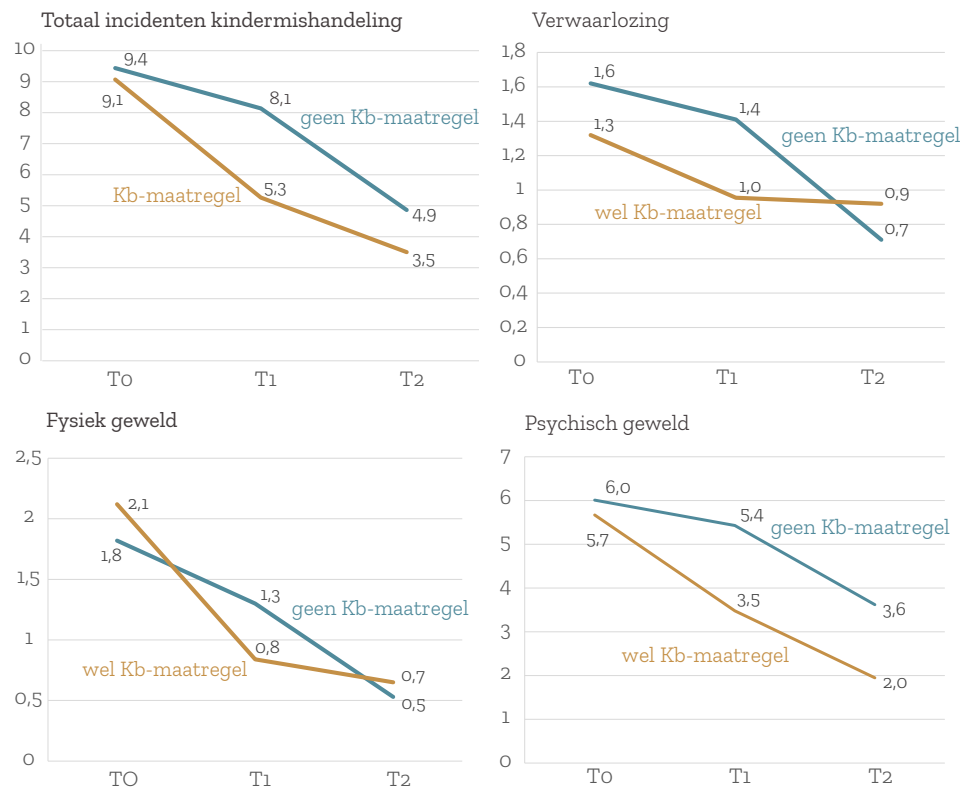 Totaal incidenten kindermishandeling
10
9
8
7
6
5
4
3
2
1
0
9,4
9,1
8,1
geen Kb-maatregel
Kb-maatregel
5,3
4,9
3,5
T0
T1
T2
Verwaarlozing
1,8
1,6
1,4
1,2
1
0,8
0,6
0,4
0,2
0
1,6
1,3
1,4
geen Kb-maatregel
1,0
wel Kb-maatregel
0,9
0,7
T0
T1
T2
Fysiek geweld
2,5
2
1,5
1
0,5
0
2,1
1,8
1,3
geen Kb-maatregel
0,8
wel Kb-maatregel
0,7
0,5
TO
T1
T2
Psychisch geweld
7
6
5
4
3
2
1
0
6,0
5,7
5,4
geen Kb-maatregel
3,5
3,6
wel Kb-maatregel
2,0
T0
T1
T2